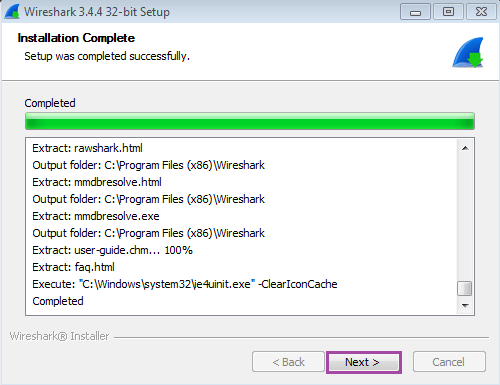 Wireshark 3.4.4 32-bit Setup
Installation Complete
Setup was completed successfully.
Completed
Extract: rawshark.html
Output folder: C:\Program Files (x86)\Wireshark
Extract: mmdbresolve.html
Output folder: C:\Program Files (x86)\Wireshark
Extract: mmdbresolve.exe
Output folder: C:\Program Files (x86)\Wireshark
Extract: user-guide.chm... 100%
Extract: faq.html
Execute: "C:\Windows\system32\ie4uinit.exe" -ClearIconCache
Completed
Wireshark® Installer
< Back Next > Cancel